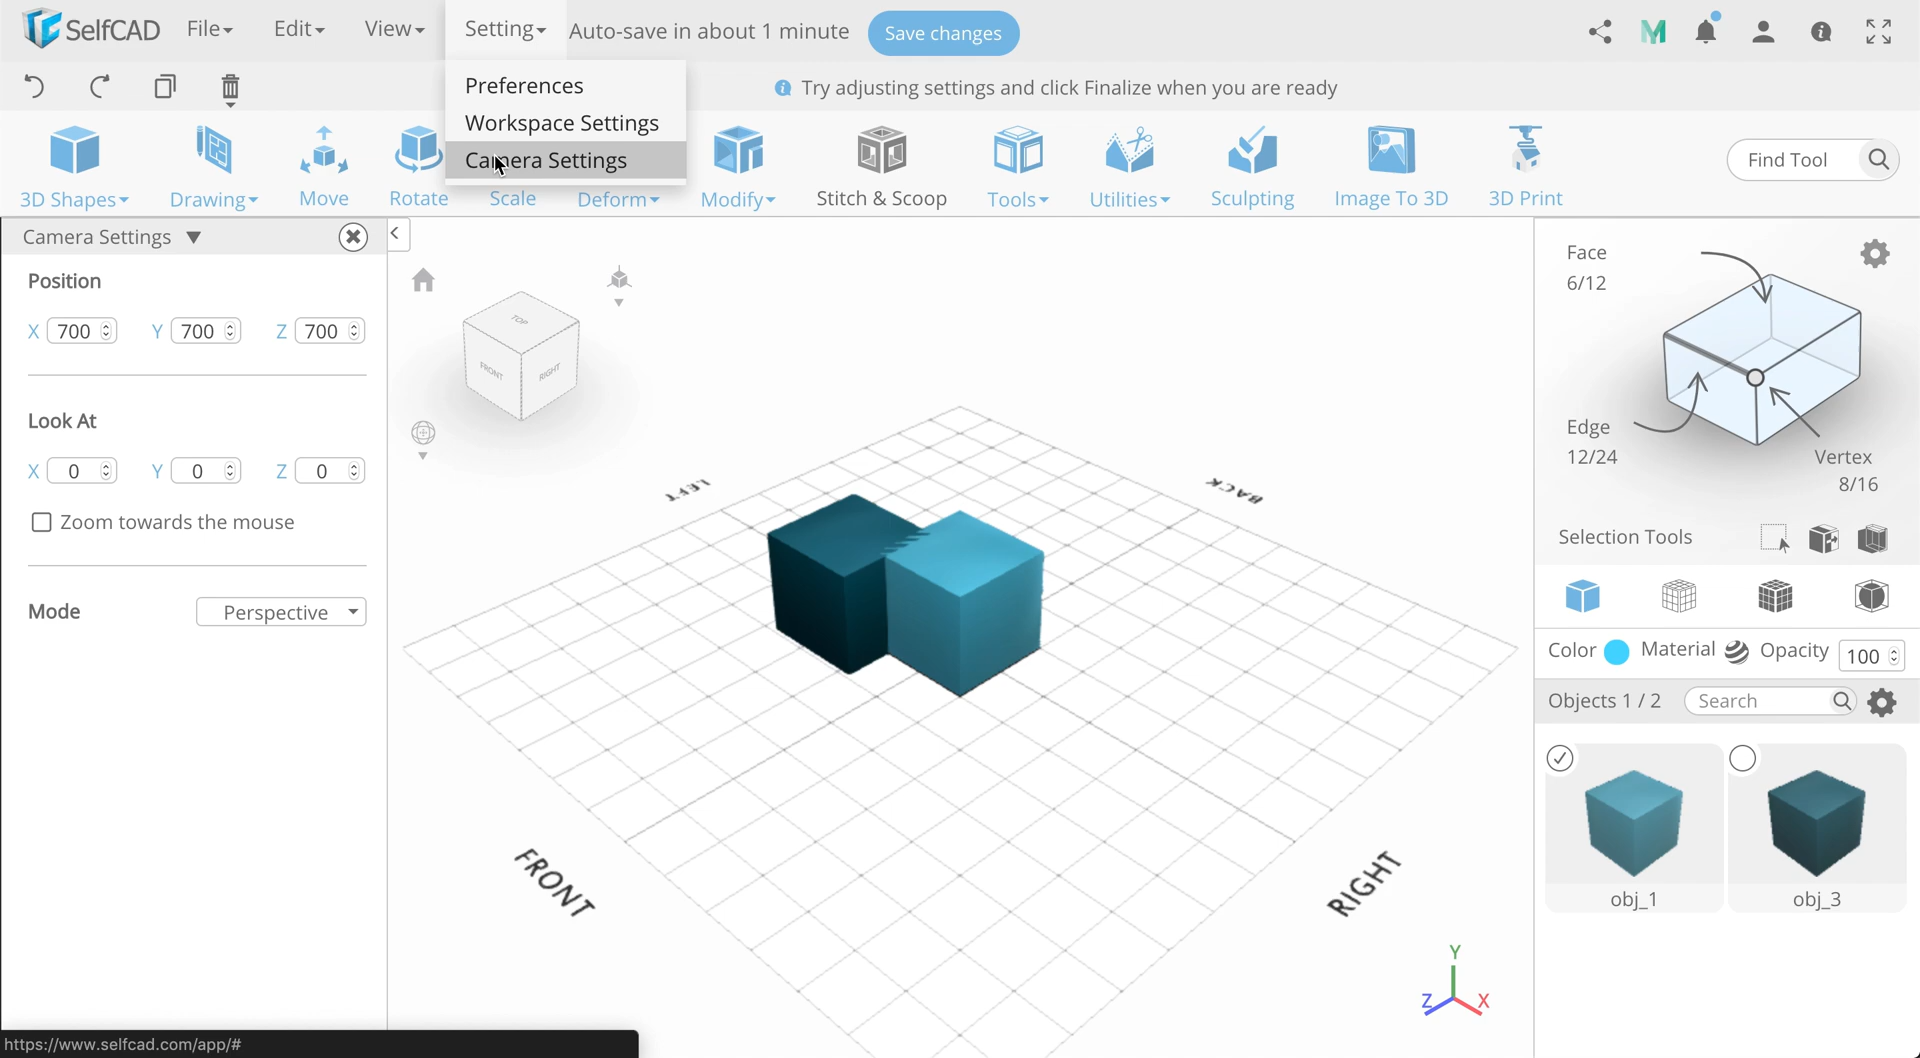 SelfCAD
File
Edit
View
Setting
Auto-save in about 1 minute
Save changes
Preferences
Workspace Settings
Camera Settings
Try adjusting settings and click Finalize when you are ready
3D Shapes
Drawing
Move
Rotate
Scale
Deform
Modify
Stitch & Scoop
Tools
Utilities
Sculpting
Image To 3D
3D Print
Find Tool
Camera Settings
Position
X 700 Y 700 Z 700
Look At
X 0 Y 0 Z 0
Zoom towards the mouse
Mode Perspective
TOP
FRONT RIGHT
LEFT BACK
FRONT RIGHT
Y
Z X
Face
6/12
Edge
12/24
Vertex
8/16
Selection Tools
Color Material Opacity 100
Objects 1 / 2 Search
obj_1 obj_3
https://www.selfcad.com/app/#